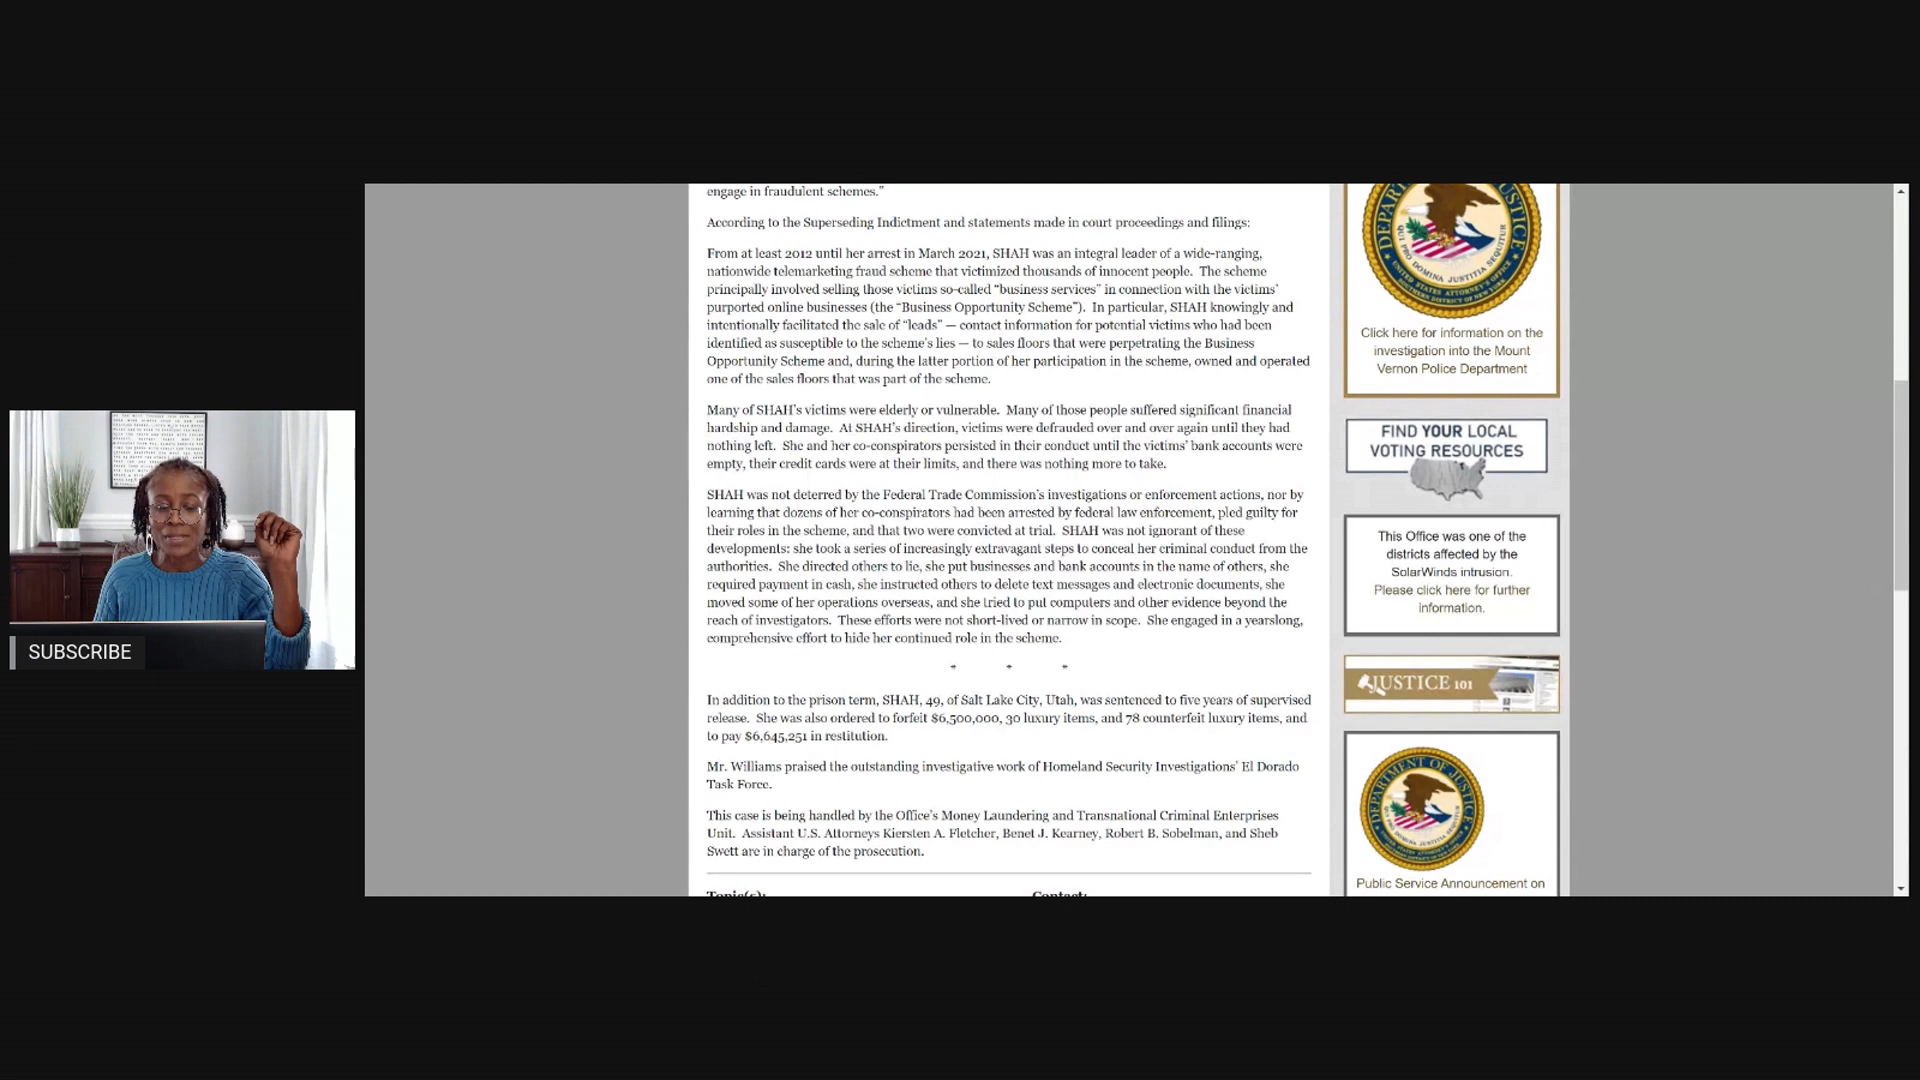 engage in fraudulent schemes.”
According to the Superseding Indictment and statements made in court proceedings and filings:
From at least 2012 until her arrest in March 2021, SHAH was an integral leader of a wide-ranging,
nationwide telemarketing fraud scheme that victimized thousands of innocent people. The scheme
principally involved selling those victims so-called “business services” in connection with the victims’
purported online businesses (the “Business Opportunity Scheme”). In particular, SHAH knowingly and
intentionally facilitated the sale of “leads” — contact information for potential victims who had been
identified as susceptible to the scheme’s lies — to sales floors that were perpetrating the Business
Opportunity Scheme and, during the latter portion of her participation in the scheme, owned and operated
one of the sales floors that was part of the scheme.
Many of SHAH’s victims were elderly or vulnerable. Many of those people suffered significant financial
hardship and damage. At SHAH’s direction, victims were defrauded over and over again until they had
nothing left. She and her co-conspirators persisted in their conduct until the victims’ bank accounts were
empty, their credit cards were at their limits, and there was nothing more to take.
SHAH was not deterred by the Federal Trade Commission’s investigations or enforcement actions, nor by
learning that dozens of her co-conspirators had been arrested by federal law enforcement, pled guilty for
their roles in the scheme, and that two were convicted at trial. SHAH was not ignorant of these
developments: she took a series of increasingly extravagant steps to conceal her criminal conduct from the
authorities. She directed others to lie, she put businesses and bank accounts in the name of others, she
required payment in cash, she instructed others to delete text messages and electronic documents, she
moved some of her operations overseas, and she tried to put computers and other evidence beyond the
reach of investigators. These efforts were not short-lived or narrow in scope. She engaged in a yearslong,
comprehensive effort to hide her continued role in the scheme.
* * *
In addition to the prison term, SHAH, 49, of Salt Lake City, Utah, was sentenced to five years of supervised
release. She was also ordered to forfeit $6,500,000, 30 luxury items, and 78 counterfeit luxury items, and
to pay $6,645,251 in restitution.
Mr. Williams praised the outstanding investigative work of Homeland Security Investigations’ El Dorado
Task Force.
This case is being handled by the Office’s Money Laundering and Transnational Criminal Enterprises
Unit. Assistant U.S. Attorneys Kiersten A. Fletcher, Benet J. Kearney, Robert B. Sobelman, and Sheb
Swett are in charge of the prosecution.
Topic(s):
Contact:
QUI PRO DOMINA JUSTITIA SEQUITUR
UNITED STATES ATTORNEY'S OFFICE
SOUTHERN DISTRICT OF NEW YORK
Click here for information on the
investigation into the Mount
Vernon Police Department
FIND YOUR LOCAL
VOTING RESOURCES
This Office was one of the
districts affected by the
SolarWinds intrusion.
Please click here for further
information.
JUSTICE 101
DEPARTMENT OF JUSTICE
Public Service Announcement on
SUBSCRIBE